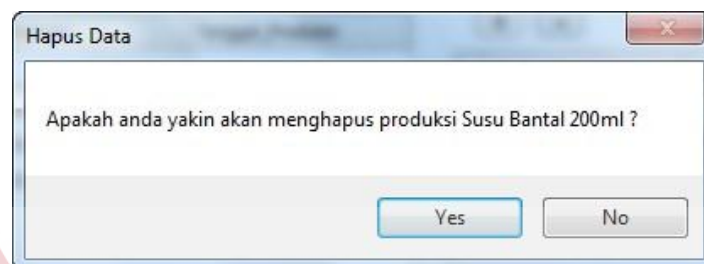 Hapus Data
Apakah anda yakin akan menghapus produksi Susu Bantal 200ml ?
Yes
No